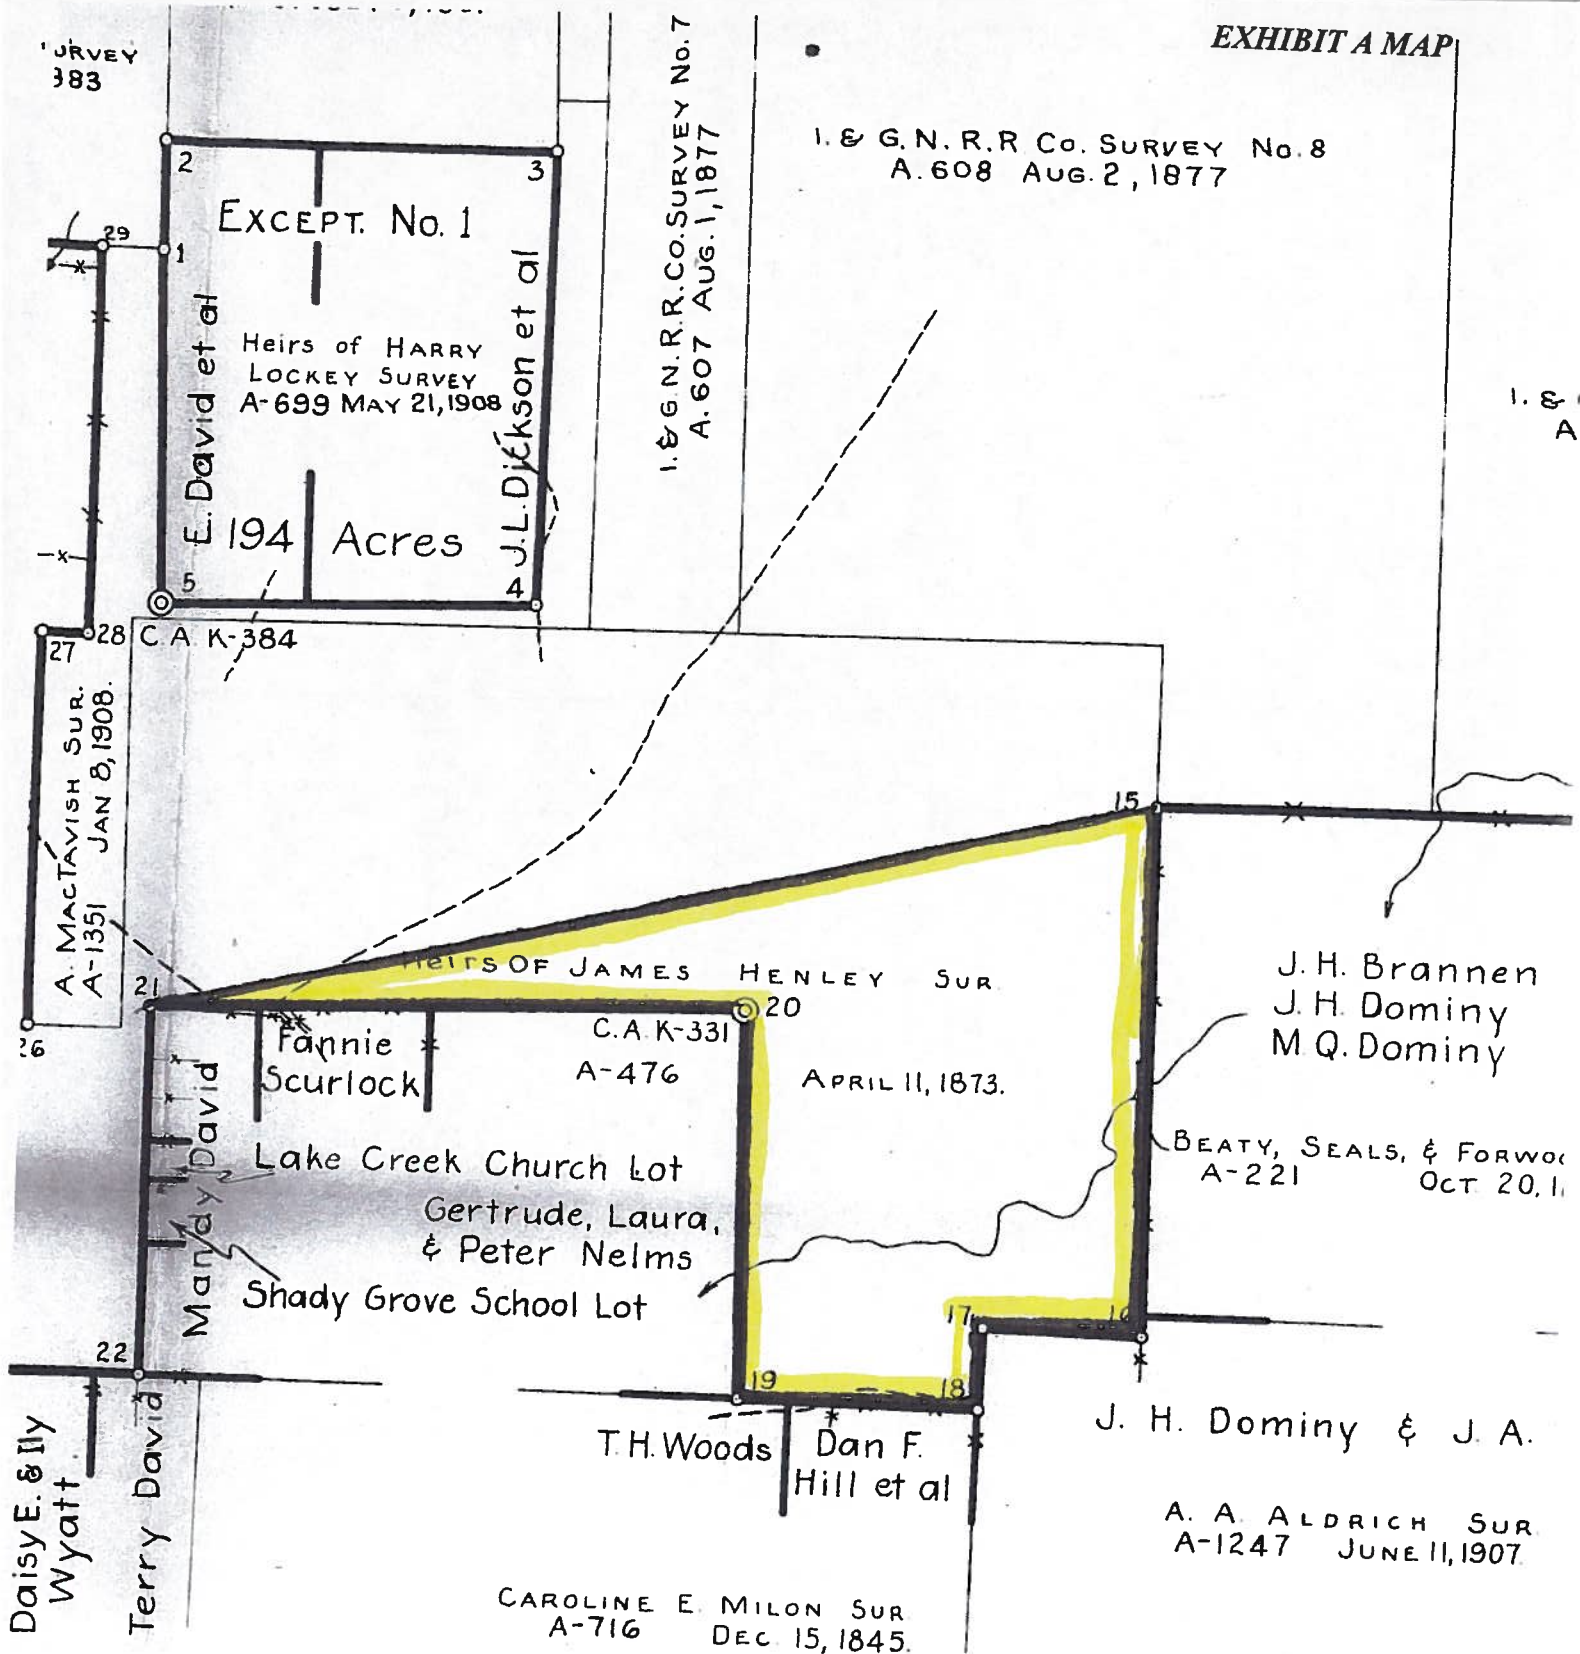 EXHIBIT A MAP
383
2
3
EXCEPT. No. 1
29
1
E. David et al
Heirs of HARRY
LOCKEY SURVEY
A-699 MAY 21, 1908
J.L. Dickson et al
194 Acres
5
4
I. & G.N.R.R.Co. SURVEY No. 7
A. 607 AUG. 1, 1877
I. & G. N. R.R Co. SURVEY No. 8
A. 608 AUG. 2, 1877
I. &
A
27
28
C. A. K-384
A. MACTAVISH SUR.
A-1351 JAN 8, 1908.
15
21
26
OF JAMES HENLEY SUR
20
C. A. K-331
Fannie
Scurlock
A-476
APRIL 11, 1873.
J. H. Brannen
J. H. Dominy
M. Q. Dominy
Mandy David
Lake Creek Church Lot
Gertrude, Laura,
& Peter Nelms
Shady Grove School Lot
BEATY, SEALS, &
A-221 OCT 20,
17
16
22
19
18
Daisy E. & Ily
Wyatt
Terry David
T. H. Woods
Dan F.
Hill et al
J. H. Dominy & J. A.
A. A. ALDRICH SUR
A-1247 JUNE 11, 1907
CAROLINE E. MILON SUR
A-716 DEC 15, 1845.